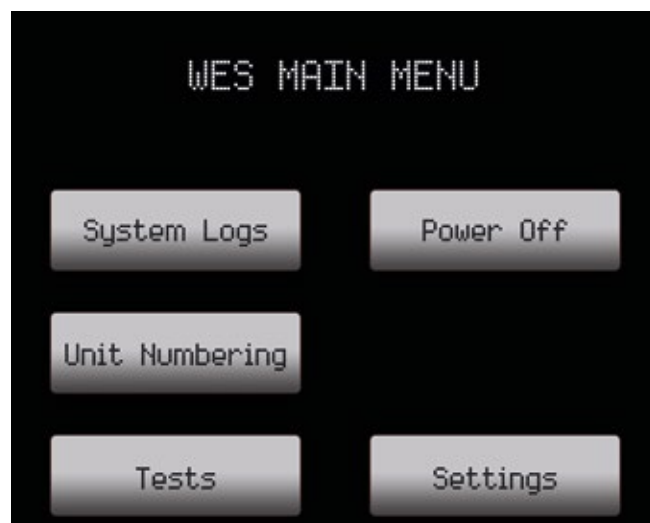 WES MAIN MENU
System Logs
Power Off
Unit Numbering
Tests
Settings